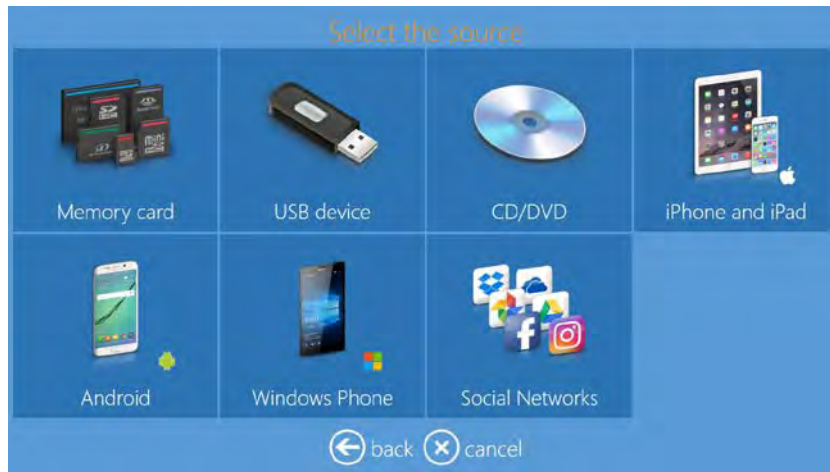 Select the source
Memory card
USB device
CD/DVD
iPhone and iPad
Android
Windows Phone
Social Networks
back
cancel